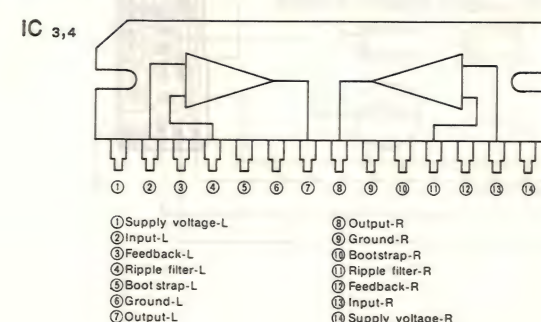 IC 3,4
① ② ③ ④ ⑤ ⑥ ⑦ ⑧ ⑨ ⑩ ⑪ ⑫ ⑬ ⑭
①Supply voltage-L
②Input-L
③Feedback-L
④Ripple filter-L
⑤Boot strap-L
⑥Ground-L
⑦Output-L
⑧Output-R
⑨Ground-R
⑩Bootstrap-R
⑪Ripple filter-R
⑫Feedback-R
⑬Input-R
⑭Supply voltage-R